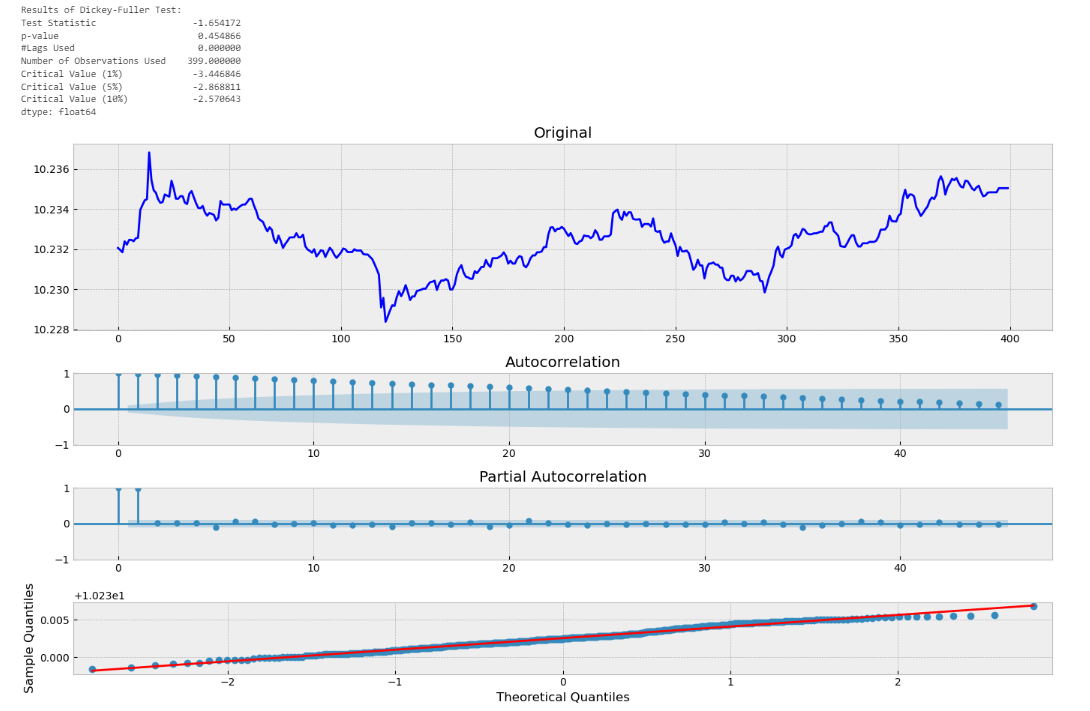 Results of Dickey-Fuller Test:
Test Statistic -1.654172
p-value 0.454866
#Lags Used 0.000000
Number of Observations Used 399.000000
Critical Value (1%) -3.446846
Critical Value (5%) -2.868811
Critical Value (10%) -2.570643
dtype: float64
Original
10.236
10.234
10.232
10.230
10.228
0 50 100 150 200 250 300 350 400
Autocorrelation
1
0
−1
0 10 20 30 40
Partial Autocorrelation
1
0
−1
0 10 20 30 40
+1.023e1
Sample Quantiles
0.005
0.000
−2 −1 0 1 2
Theoretical Quantiles